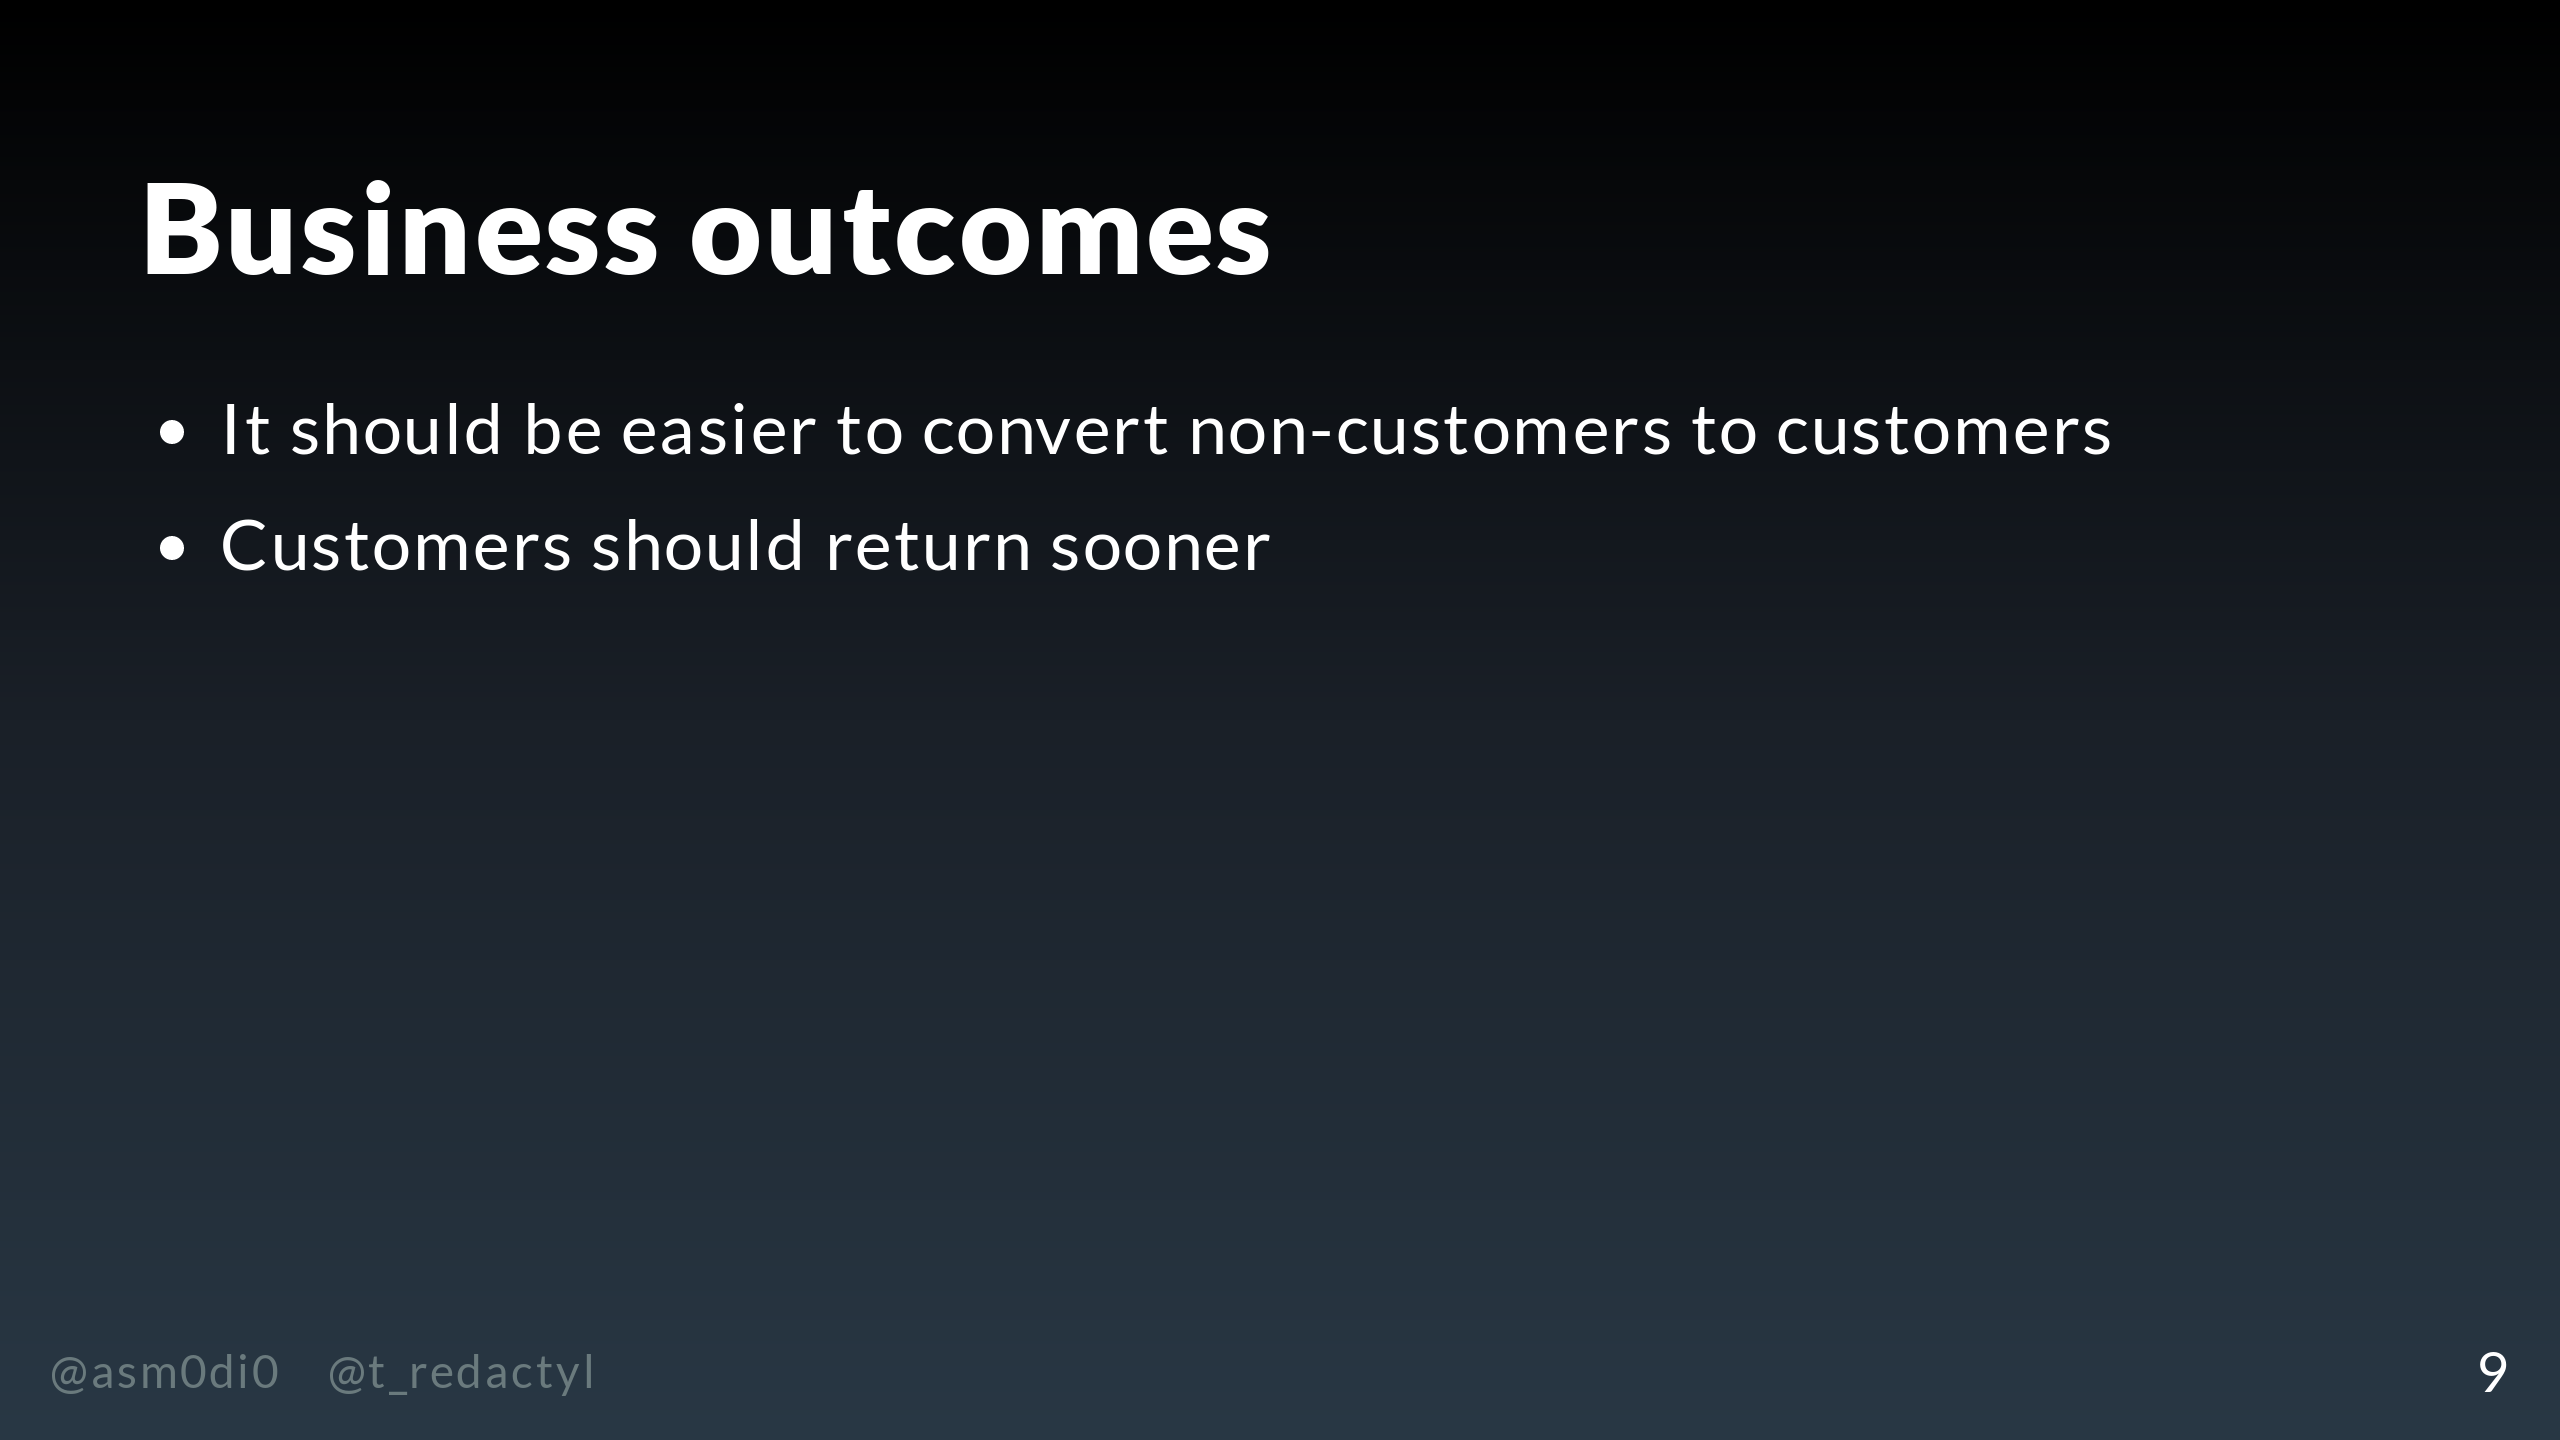 Business outcomes
• It should be easier to convert non-customers to customers
• Customers should return sooner
@asm0di0 @t_redactyl
9